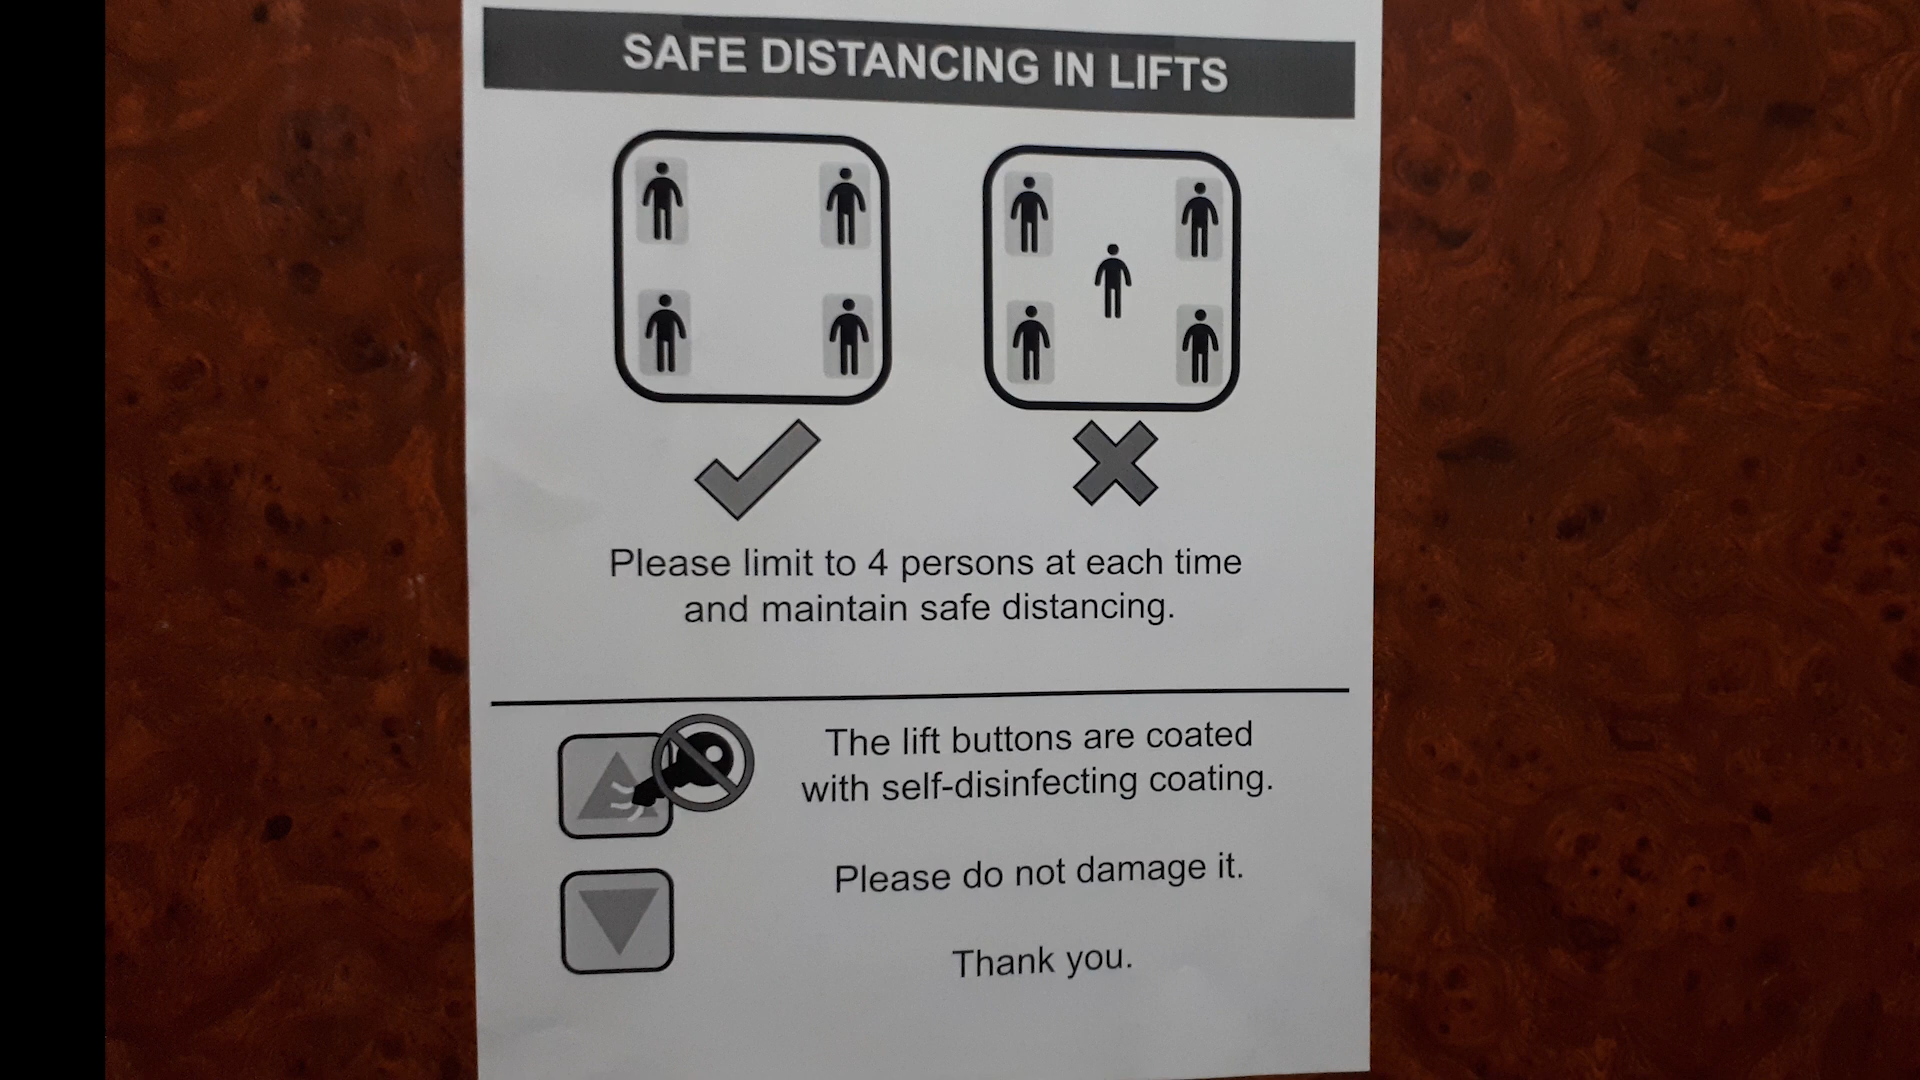 SAFE DISTANCING IN LIFTS
Please limit to 4 persons at each time
and maintain safe distancing.
The lift buttons are coated
with self-disinfecting coating.
Please do not damage it.
Thank you.